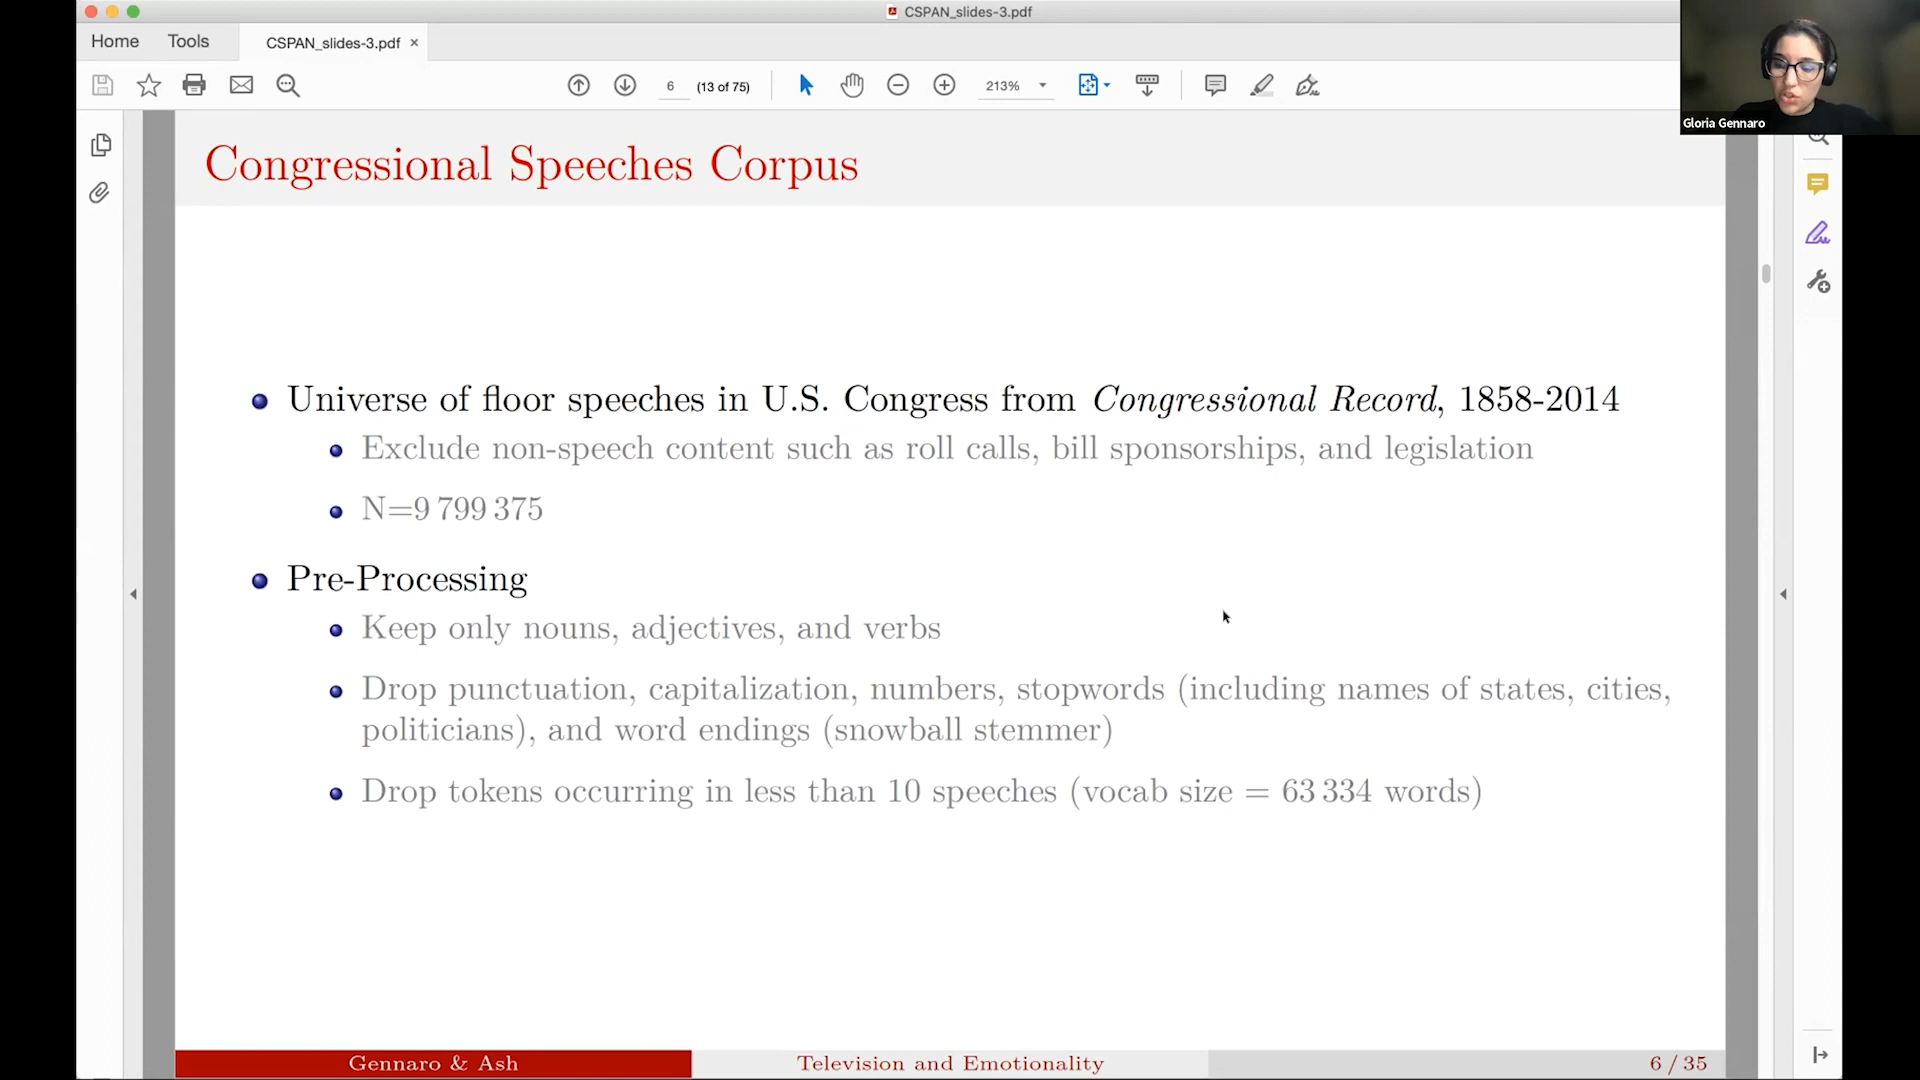 CSPAN_slides-3.pdf
Home
Tools
CSPAN_slides-3.pdf ×
6
(13 of 75)
213%
Gloria Gennaro
Congressional Speeches Corpus
Universe of floor speeches in U.S. Congress from Congressional Record, 1858-2014
Exclude non-speech content such as roll calls, bill sponsorships, and legislation
N=9 799 375
Pre-Processing
Keep only nouns, adjectives, and verbs
Drop punctuation, capitalization, numbers, stopwords (including names of states, cities,
politicians), and word endings (snowball stemmer)
Drop tokens occurring in less than 10 speeches (vocab size = 63 334 words)
Gennaro & Ash
Television and Emotionality
6 / 35